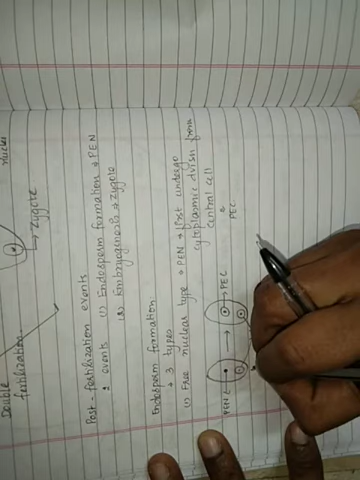 Double
fertilization
Zygote
nuclei
Post-fertilization events
2 events (1) Endosperm formation → PEN
(2) Embryogenesis → Zygote
Endosperm formation
→ 3 types
(1) Free nuclear type → PEN → first undergo
cytoplasmic dvisn from
central cell
PEN
PEC
&
PEC